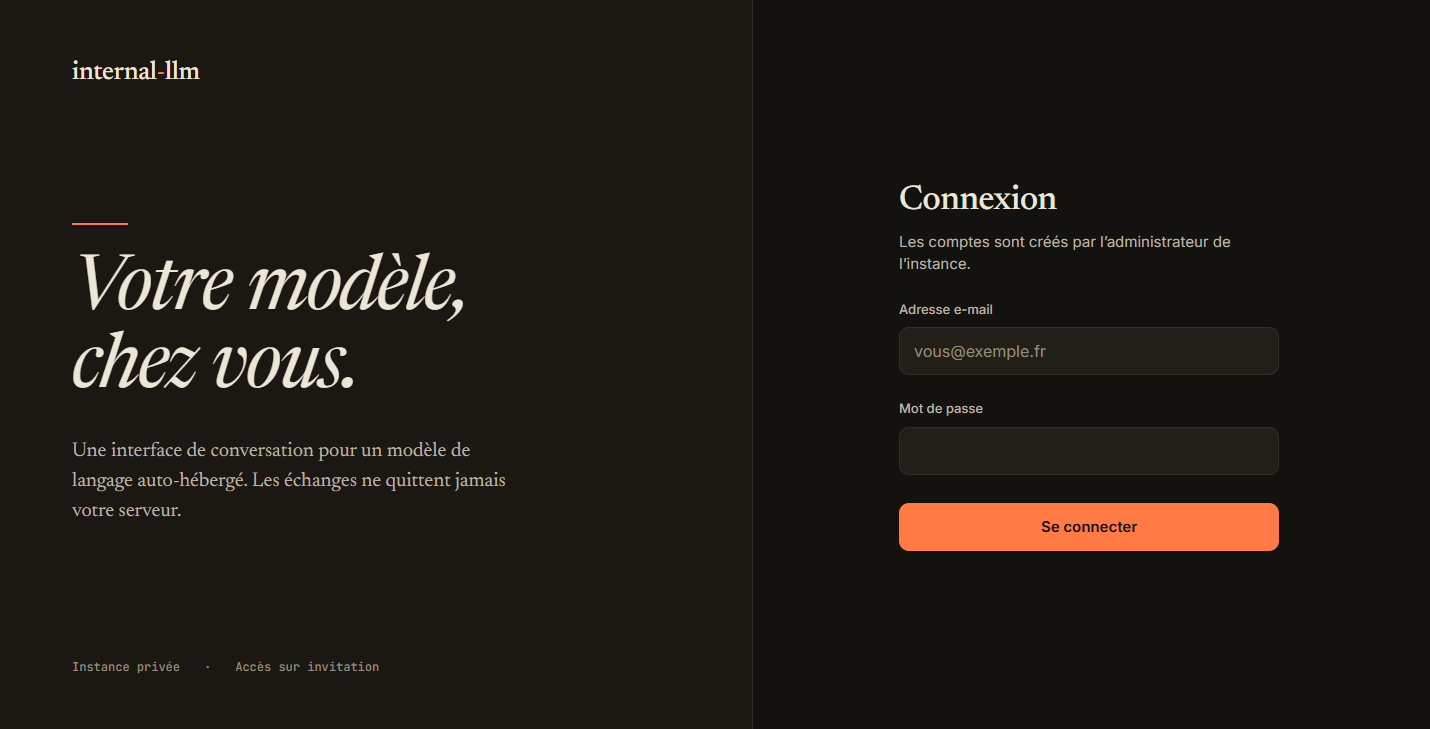 internal-llm
Votre modèle,
chez vous.
Une interface de conversation pour un modèle de
langage auto-hébergé. Les échanges ne quittent jamais
votre serveur.
Instance privée · Accès sur invitation
Connexion
Les comptes sont créés par l’administrateur de
l’instance.
Adresse e-mail
vous@exemple.fr
Mot de passe
Se connecter